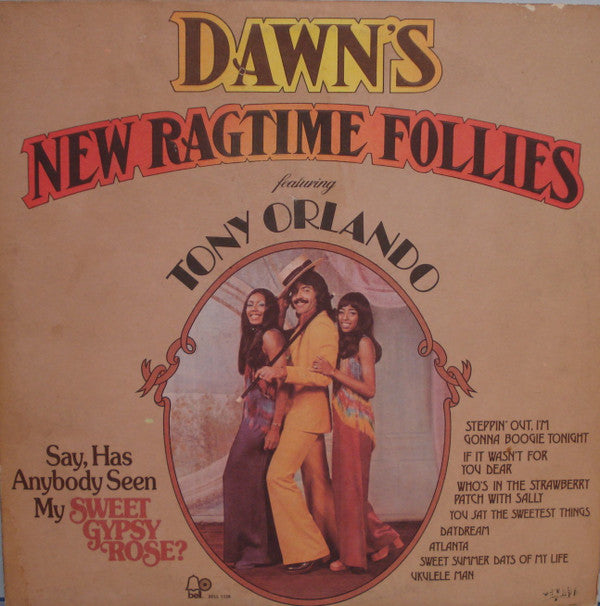 DAWN'S
NEW RAGTIME FOLLIES
featuring
TONY ORLANDO
Say, Has
Anybody Seen
My SWEET
GYPSY
ROSE?
STEPPIN' OUT, I'M
GONNA BOOGIE TONIGHT
IF IT WASN'T FOR
YOU DEAR
WHO'S IN THE STRAWBERRY
PATCH WITH SALLY
YOU SAY THE SWEETEST THINGS
DAYDREAM
ATLANTA
SWEET SUMMER DAYS OF MY LIFE
UKULELE MAN
bell